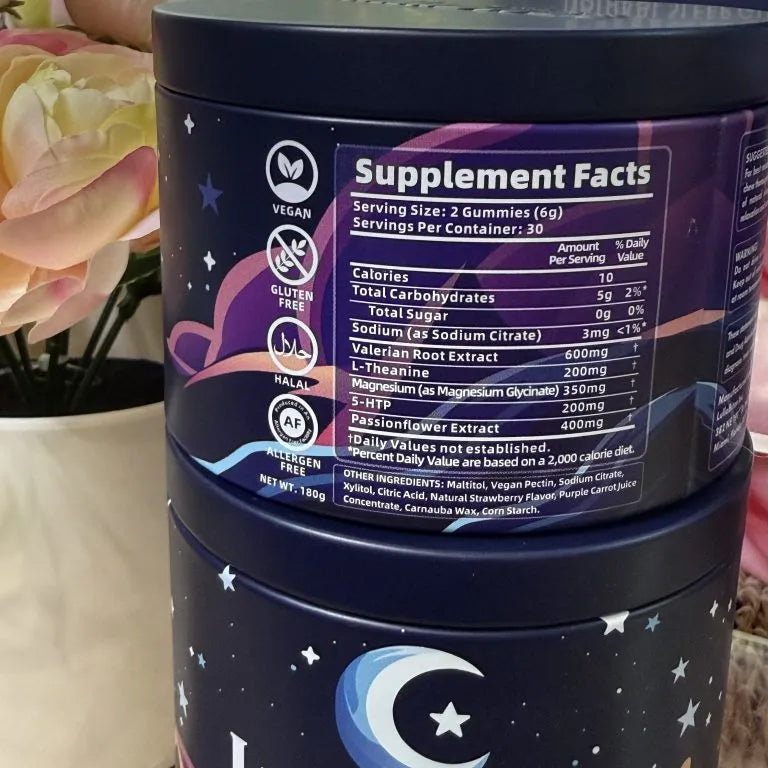 VEGAN
GLUTEN
FREE
حلال
HALAL
AF
ALLERGEN
FREE
NET WT. 180g
Supplement Facts
Serving Size: 2 Gummies (6g)
Servings Per Container: 30
Amount Per Serving % Daily Value
Calories 10
Total Carbohydrates 5g 2%*
Total Sugar 0g 0%
Sodium (as Sodium Citrate) 3mg <1%*
Valerian Root Extract 600mg †
L-Theanine 200mg †
Magnesium (as Magnesium Glycinate) 350mg †
5-HTP 200mg †
Passionflower Extract 400mg †
†Daily Values not established.
*Percent Daily Value are based on a 2,000 calorie diet.
OTHER INGREDIENTS: Maltitol, Vegan Pectin, Sodium Citrate,
Xylitol, Citric Acid, Natural Strawberry Flavor, Purple Carrot Juice
Concentrate, Carnauba Wax, Corn Starch.